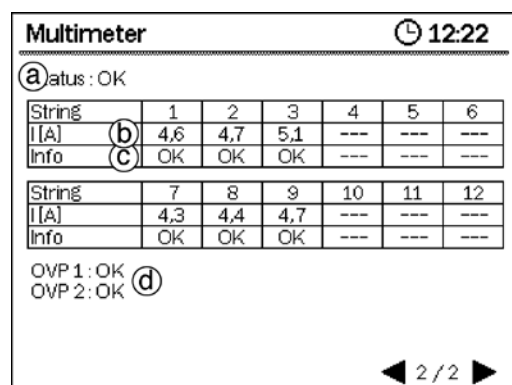 Multimeter 12:22
ⓐatus : OK
String 1 2 3 4 5 6
I [A] ⓑ 4,6 4,7 5,1 --- --- ---
Info ⓒ OK OK OK --- --- ---
String 7 8 9 10 11 12
I [A] 4,3 4,4 4,7 --- --- ---
Info OK OK OK --- --- ---
OVP 1 : OK
OVP 2 : OK ⓓ
◀ 2 / 2 ▶